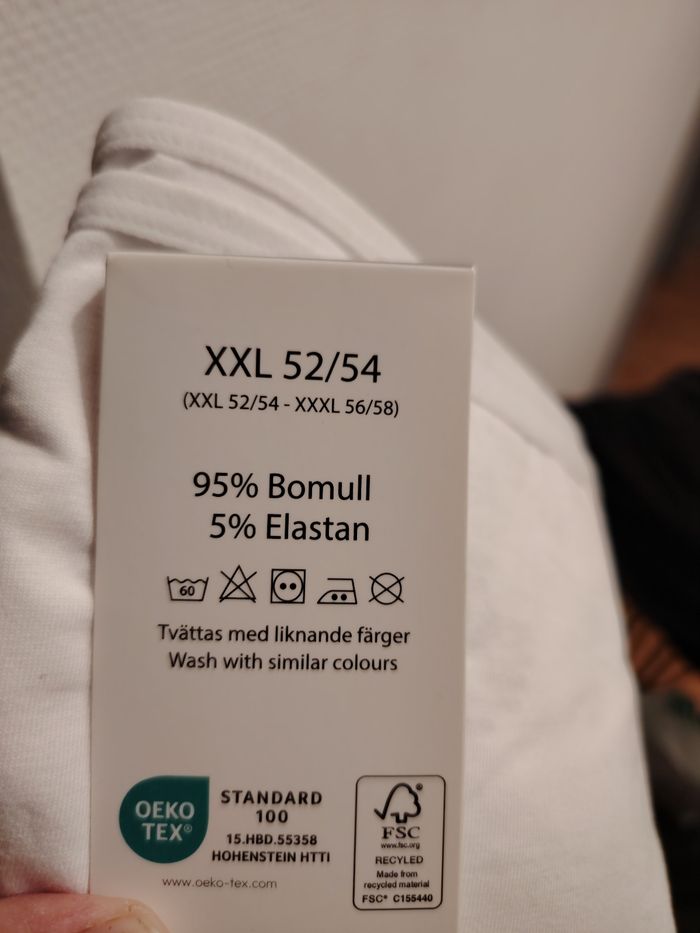 XXL 52/54
(XXL 52/54 - XXXL 56/58)
95% Bomull
5% Elastan
60
Tvättas med liknande färger
Wash with similar colours
OEKO
TEX®
STANDARD
100
15.HBD.55358
HOHENSTEIN HTTI
www.oeko-tex.com
®
FSC
www.fsc.org
RECYCLED
Made from
recycled material
FSC® C155440